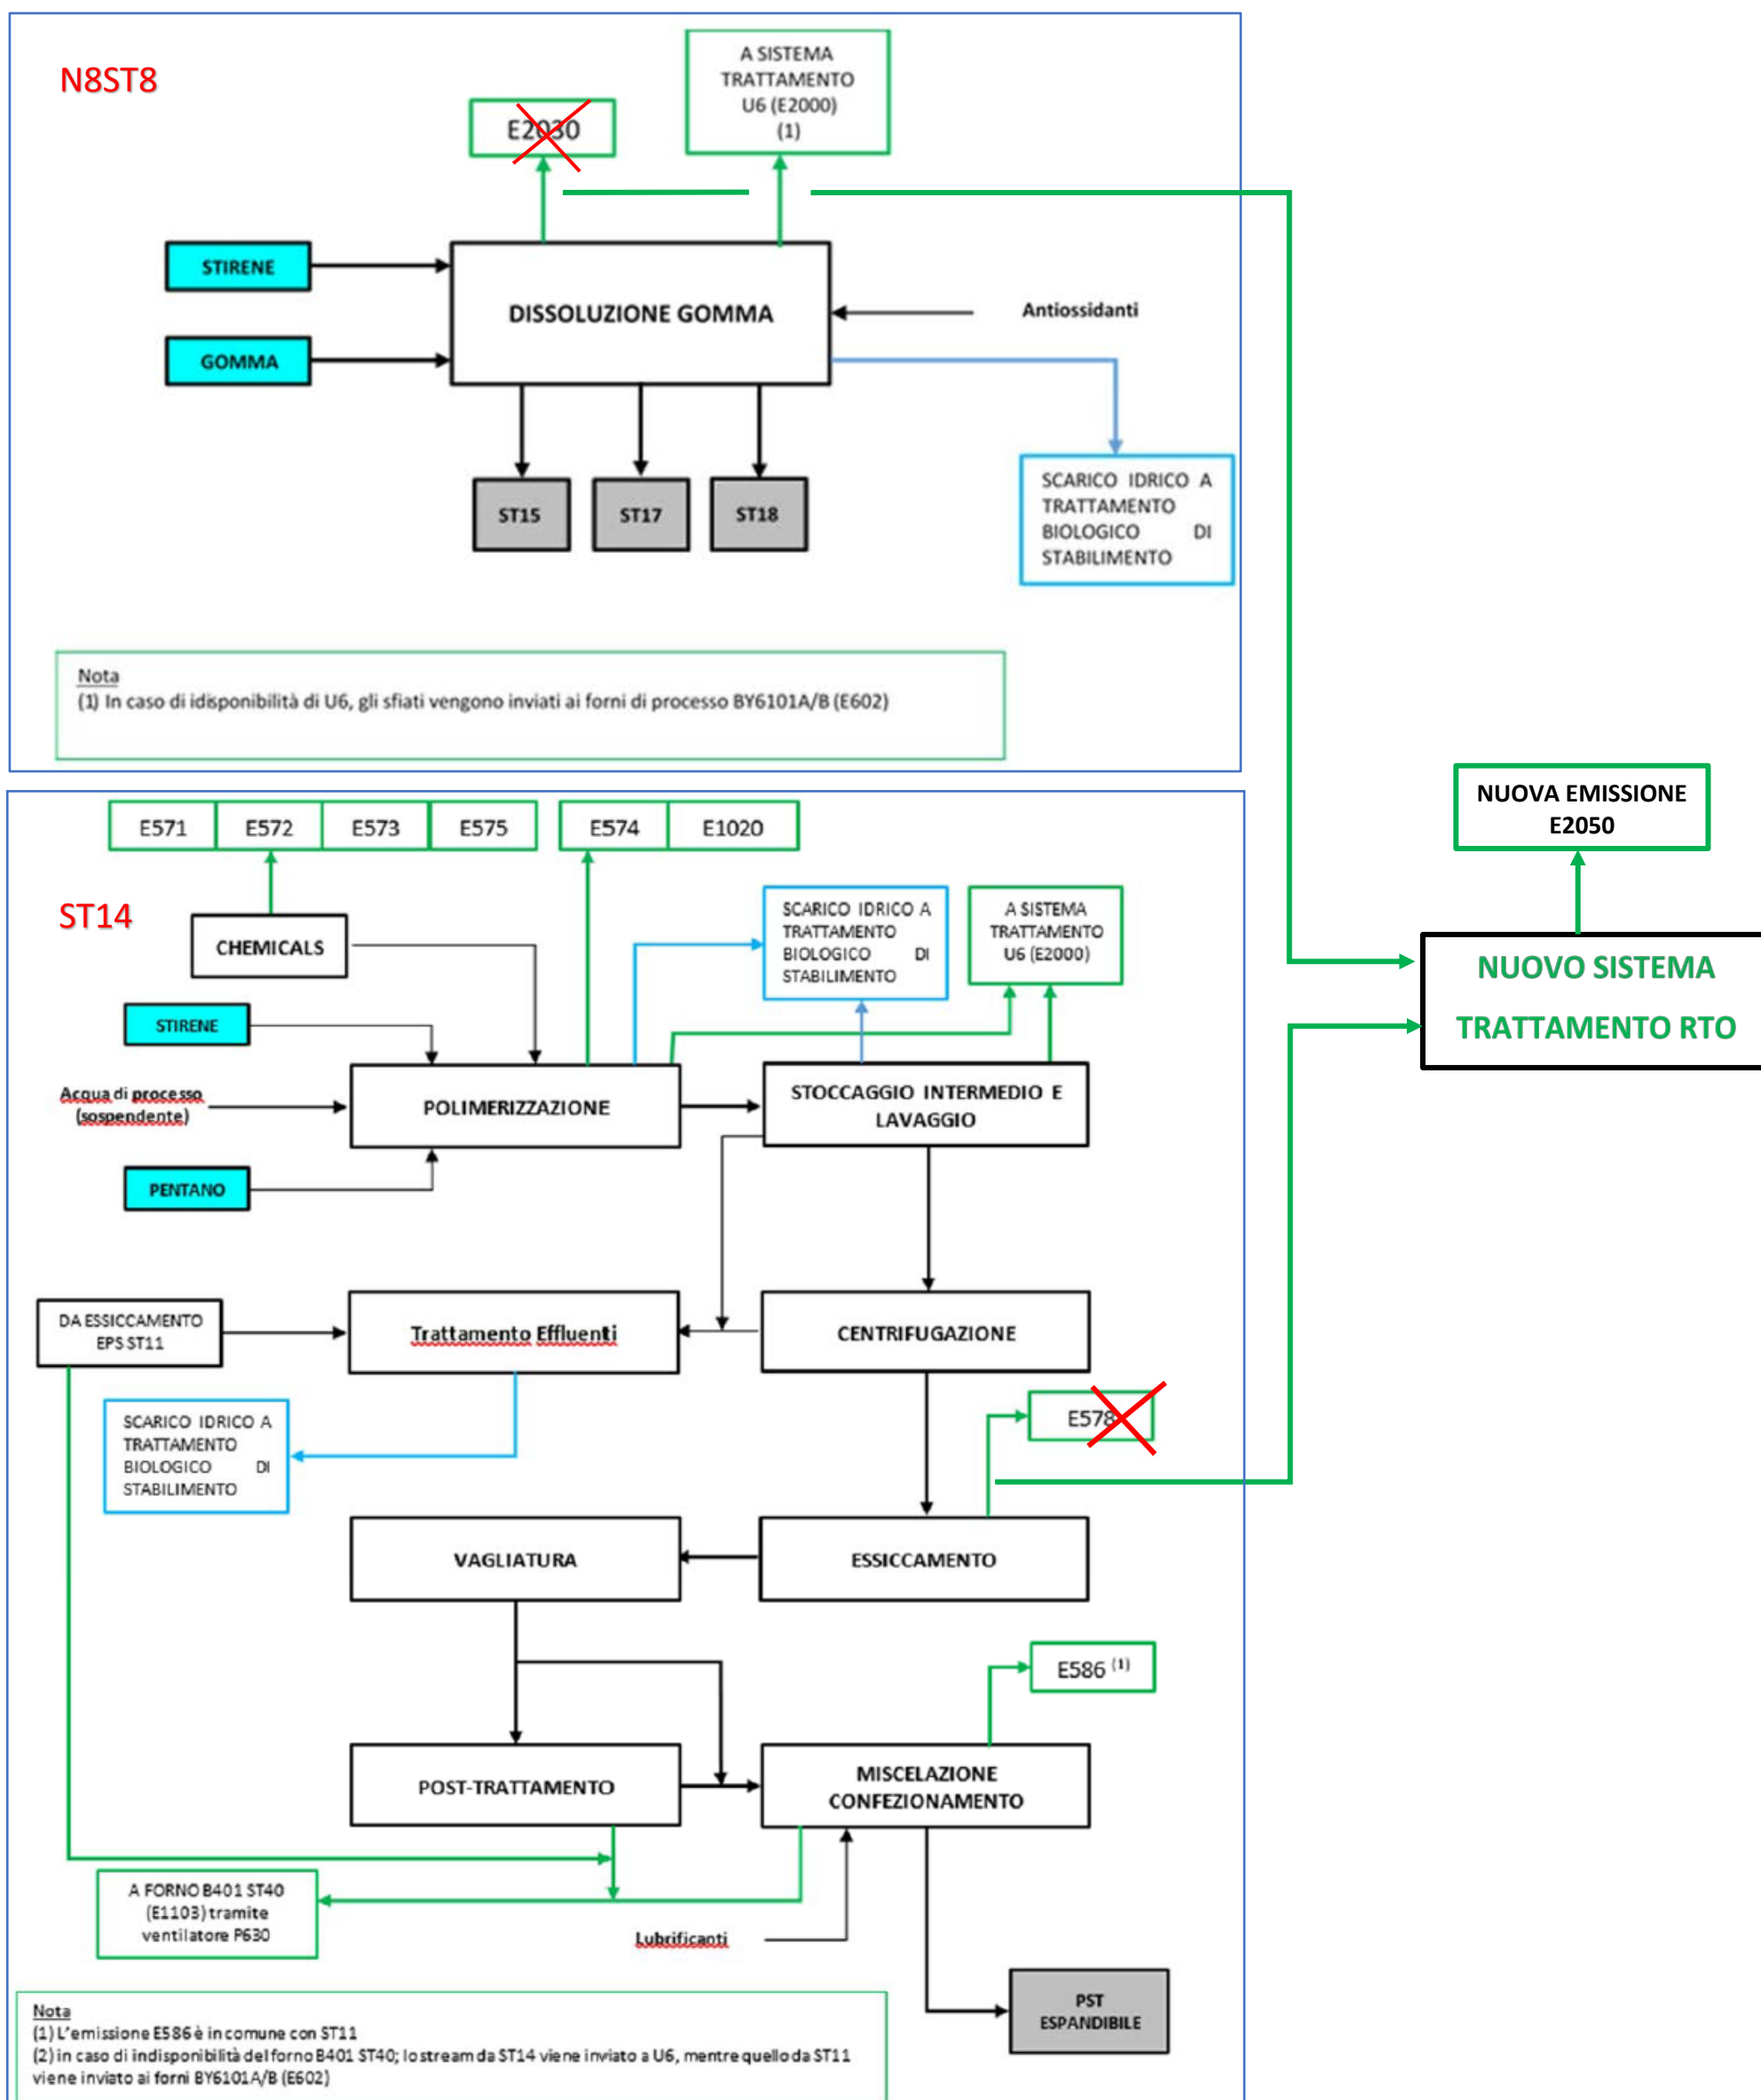 N8ST8
A SISTEMA
TRATTAMENTO
U6 (E2000)
(1)
E2030
STIRENE
DISSOLUZIONE GOMMA
Antiossidanti
GOMMA
SCARICO IDRICO A
TRATTAMENTO
BIOLOGICO DI
STABILIMENTO
ST15
ST17
ST18
Nota
(1) In caso di idisponibilità di U6, gli sfiati vengono inviati ai forni di processo BY6101A/B (E602)
NUOVA EMISSIONE
E2050
NUOVO SISTEMA
TRATTAMENTO RTO
E571
E572
E573
E575
E574
E1020
ST14
CHEMICALS
SCARICO IDRICO A
TRATTAMENTO
BIOLOGICO DI
STABILIMENTO
A SISTEMA
TRATTAMENTO
U6 (E2000)
STIRENE
Acqua di processo
(sospendente)
POLIMERIZZAZIONE
STOCCAGGIO INTERMEDIO E
LAVAGGIO
PENTANO
DA ESSICCAMENTO
EPS ST11
Trattamento Effluenti
CENTRIFUGAZIONE
E578
SCARICO IDRICO A
TRATTAMENTO
BIOLOGICO DI
STABILIMENTO
VAGLIATURA
ESSICCAMENTO
E586 (1)
POST-TRATTAMENTO
MISCELAZIONE
CONFEZIONAMENTO
A FORNO B401 ST40
(E1103) tramite
ventilatore P630
Lubrificanti
PST
ESPANDIBILE
Nota
(1) L'emissione E586 è in comune con ST11
(2) in caso di indisponibilità del forno B401 ST40; lo stream da ST14 viene inviato a U6, mentre quello da ST11
viene inviato ai forni BY6101A/B (E602)